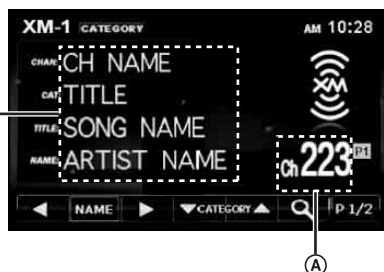 XM-1 CATEGORY AM 10:28
CHAN: CH NAME
CAT: TITLE
TITLE: SONG NAME
NAME: ARTIST NAME
XM
Ch 223 P1
◀ NAME ▶ ▼CATEGORY▲ P 1/2
A